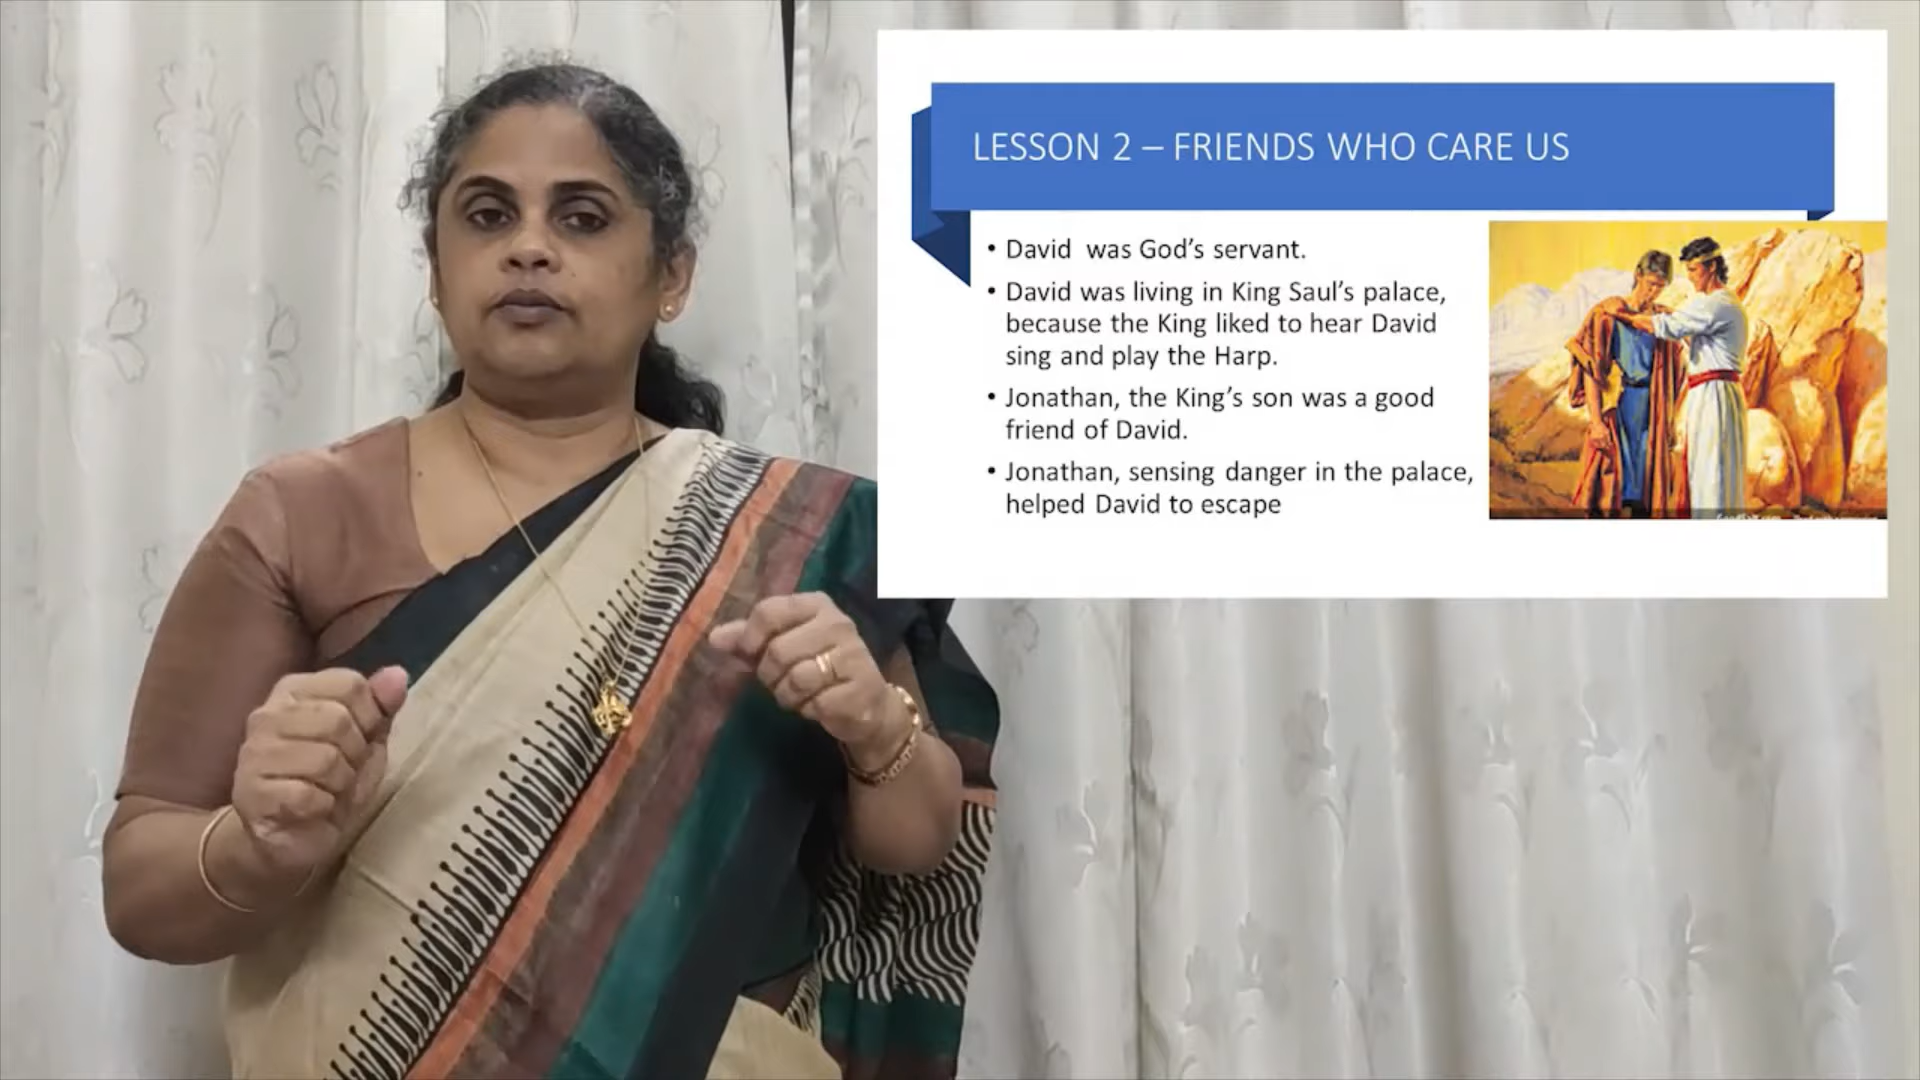 LESSON 2 – FRIENDS WHO CARE US
• David was God’s servant.
• David was living in King Saul’s palace,
because the King liked to hear David
sing and play the Harp.
• Jonathan, the King’s son was a good
friend of David.
• Jonathan, sensing danger in the palace,
helped David to escape